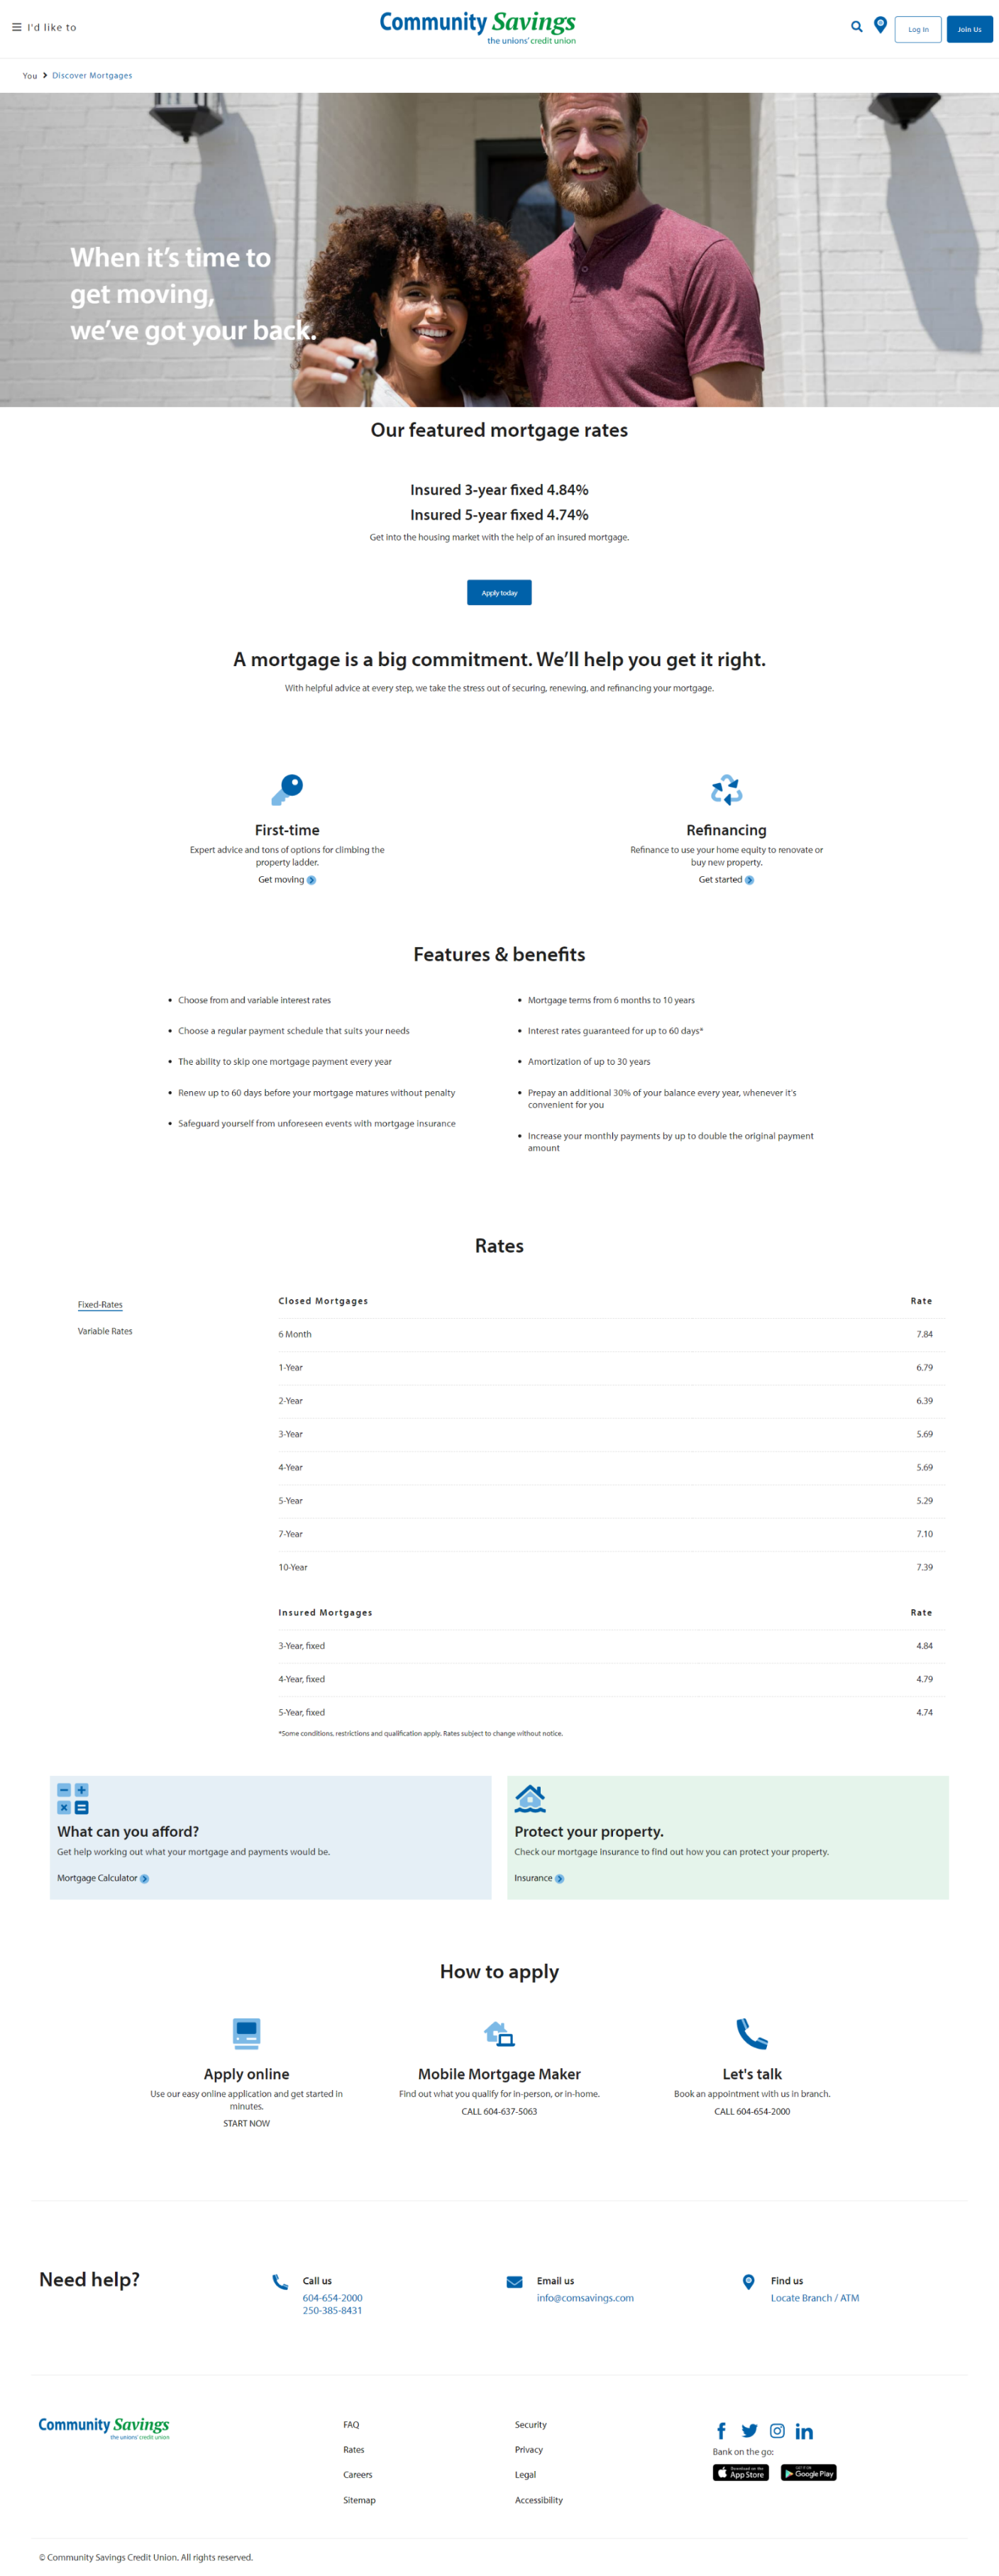 I'd like to
Community Savings
the unions' credit union
Log In
Join Us
You
Discover Mortgages
When it's time to
get moving,
we've got your back.
Our featured mortgage rates
Insured 3-year fixed 4.84%
Insured 5-year fixed 4.74%
Get into the housing market with the help of an insured mortgage.
Apply today
A mortgage is a big commitment. We'll help you get it right.
With helpful advice at every step, we take the stress out of securing, renewing, and refinancing your mortgage.
First-time
Expert advice and tons of options for climbing the
property ladder.
Get moving
Refinancing
Refinance to use your home equity to renovate or
buy new property.
Get started
Features & benefits
• Choose from and variable interest rates
• Choose a regular payment schedule that suits your needs
• The ability to skip one mortgage payment every year
• Renew up to 60 days before your mortgage matures without penalty
• Safeguard yourself from unforeseen events with mortgage insurance
• Mortgage terms from 6 months to 10 years
• Interest rates guaranteed for up to 60 days*
• Amortization of up to 30 years
• Prepay an additional 30% of your balance every year, whenever it's
convenient for you
• Increase your monthly payments by up to double the original payment
amount
Rates
Fixed-Rates
Variable Rates
Closed Mortgages Rate
6 Month 7.84
1-Year 6.79
2-Year 6.39
3-Year 5.69
4-Year 5.69
5-Year 5.29
7-Year 7.10
10-Year 7.39
Insured Mortgages Rate
3-Year, fixed 4.84
4-Year, fixed 4.79
5-Year, fixed 4.74
*Some conditions, restrictions and qualification apply. Rates subject to change without notice.
What can you afford?
Get help working out what your mortgage and payments would be.
Mortgage Calculator
Protect your property.
Check our mortgage insurance to find out how you can protect your property.
Insurance
How to apply
Apply online
Use our easy online application and get started in
minutes.
START NOW
Mobile Mortgage Maker
Find out what you qualify for in-person, or in-home.
CALL 604-637-5063
Let's talk
Book an appointment with us in branch.
CALL 604-654-2000
Need help?
Call us
604-654-2000
250-385-8431
Email us
info@comsavings.com
Find us
Locate Branch / ATM
Community Savings
the unions' credit union
FAQ
Rates
Careers
Sitemap
Security
Privacy
Legal
Accessibility
Bank on the go:
Download on the
App Store
GET IT ON
Google Play
© Community Savings Credit Union. All rights reserved.